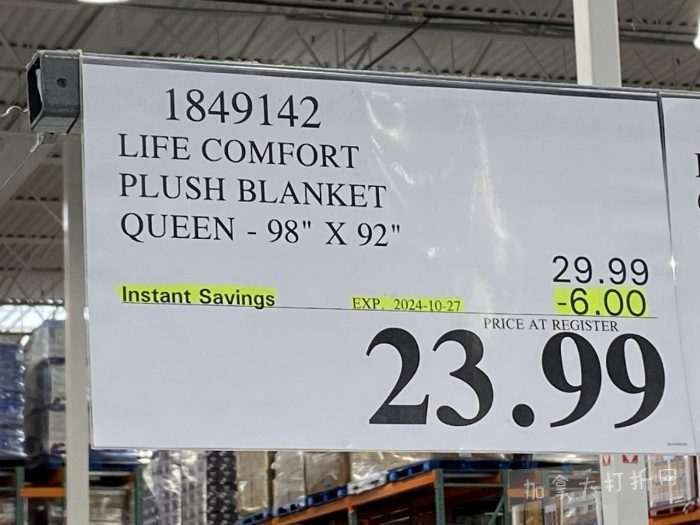 1849142
LIFE COMFORT
PLUSH BLANKET
QUEEN - 98" X 92"
29.99
Instant Savings EXP. 2024-10-27 -6.00
PRICE AT REGISTER
23.99
加拿大打折网